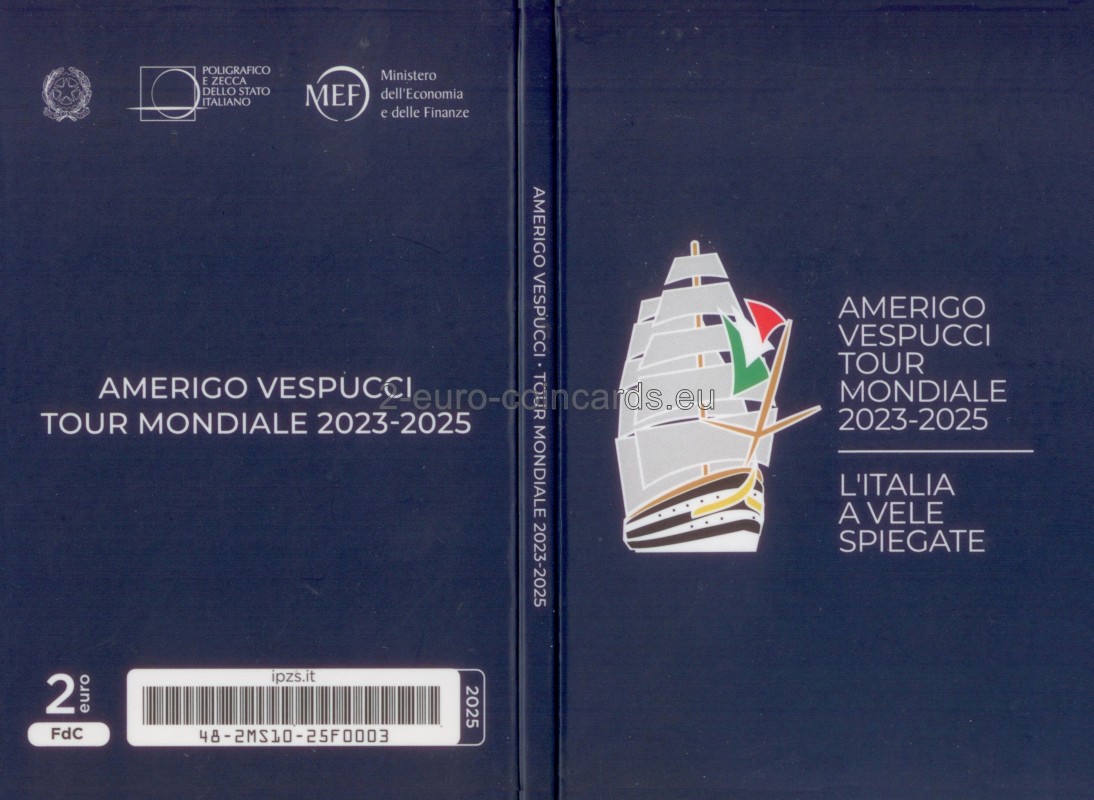 POLIGRAFICO
E ZECCA
DELLO STATO
ITALIANO
MEF
Ministero
dell'Economia
e delle Finanze
AMERIGO VESPUCCI
TOUR MONDIALE 2023-2025
2 euro
FdC
ipzs.it
48-2MS10-25F0003
2025
AMERIGO VESPUCCI • TOUR MONDIALE 2023-2025
AMERIGO
VESPUCCI
TOUR
MONDIALE
2023-2025
L'ITALIA
A VELE
SPIEGATE
2-euro-coincards.eu